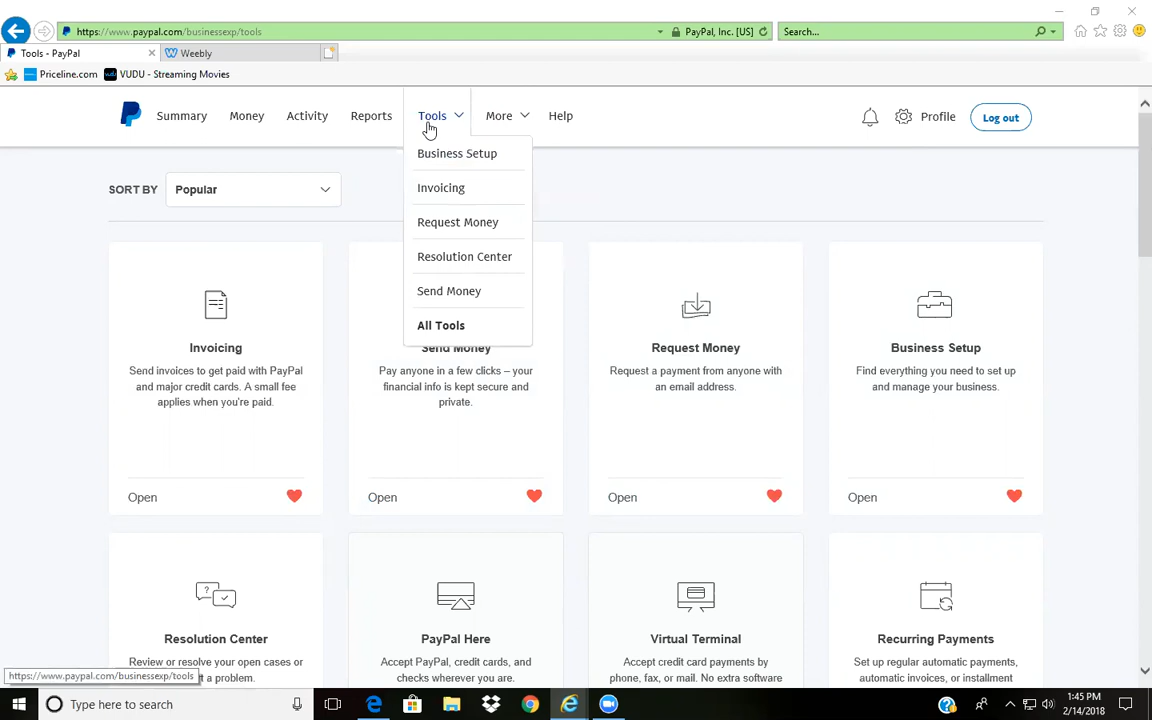 https://www.paypal.com/businessexp/tools
PayPal, Inc. [US]
Search...
Tools - PayPal
Weebly
Priceline.com
VUDU - Streaming Movies
Summary
Money
Activity
Reports
Tools
More
Help
Profile
Log out
Business Setup
Invoicing
Request Money
Resolution Center
Send Money
All Tools
SORT BY
Popular
Invoicing
Send invoices to get paid with PayPal
and major credit cards. A small fee
applies when you're paid.
Open
Send Money
Pay anyone in a few clicks – your
financial info is kept secure and
private.
Open
Request Money
Request a payment from anyone with
an email address.
Open
Business Setup
Find everything you need to set up
and manage your business.
Open
Resolution Center
Review or resolve your open cases or
t a problem.
PayPal Here
Accept PayPal, credit cards, and
checks wherever you are.
Virtual Terminal
Accept credit card payments by
phone, fax, or mail. No extra software
Recurring Payments
Set up regular automatic payments,
automatic invoices, or installment
https://www.paypal.com/businessexp/tools
Type here to search
1:45 PM
2/14/2018